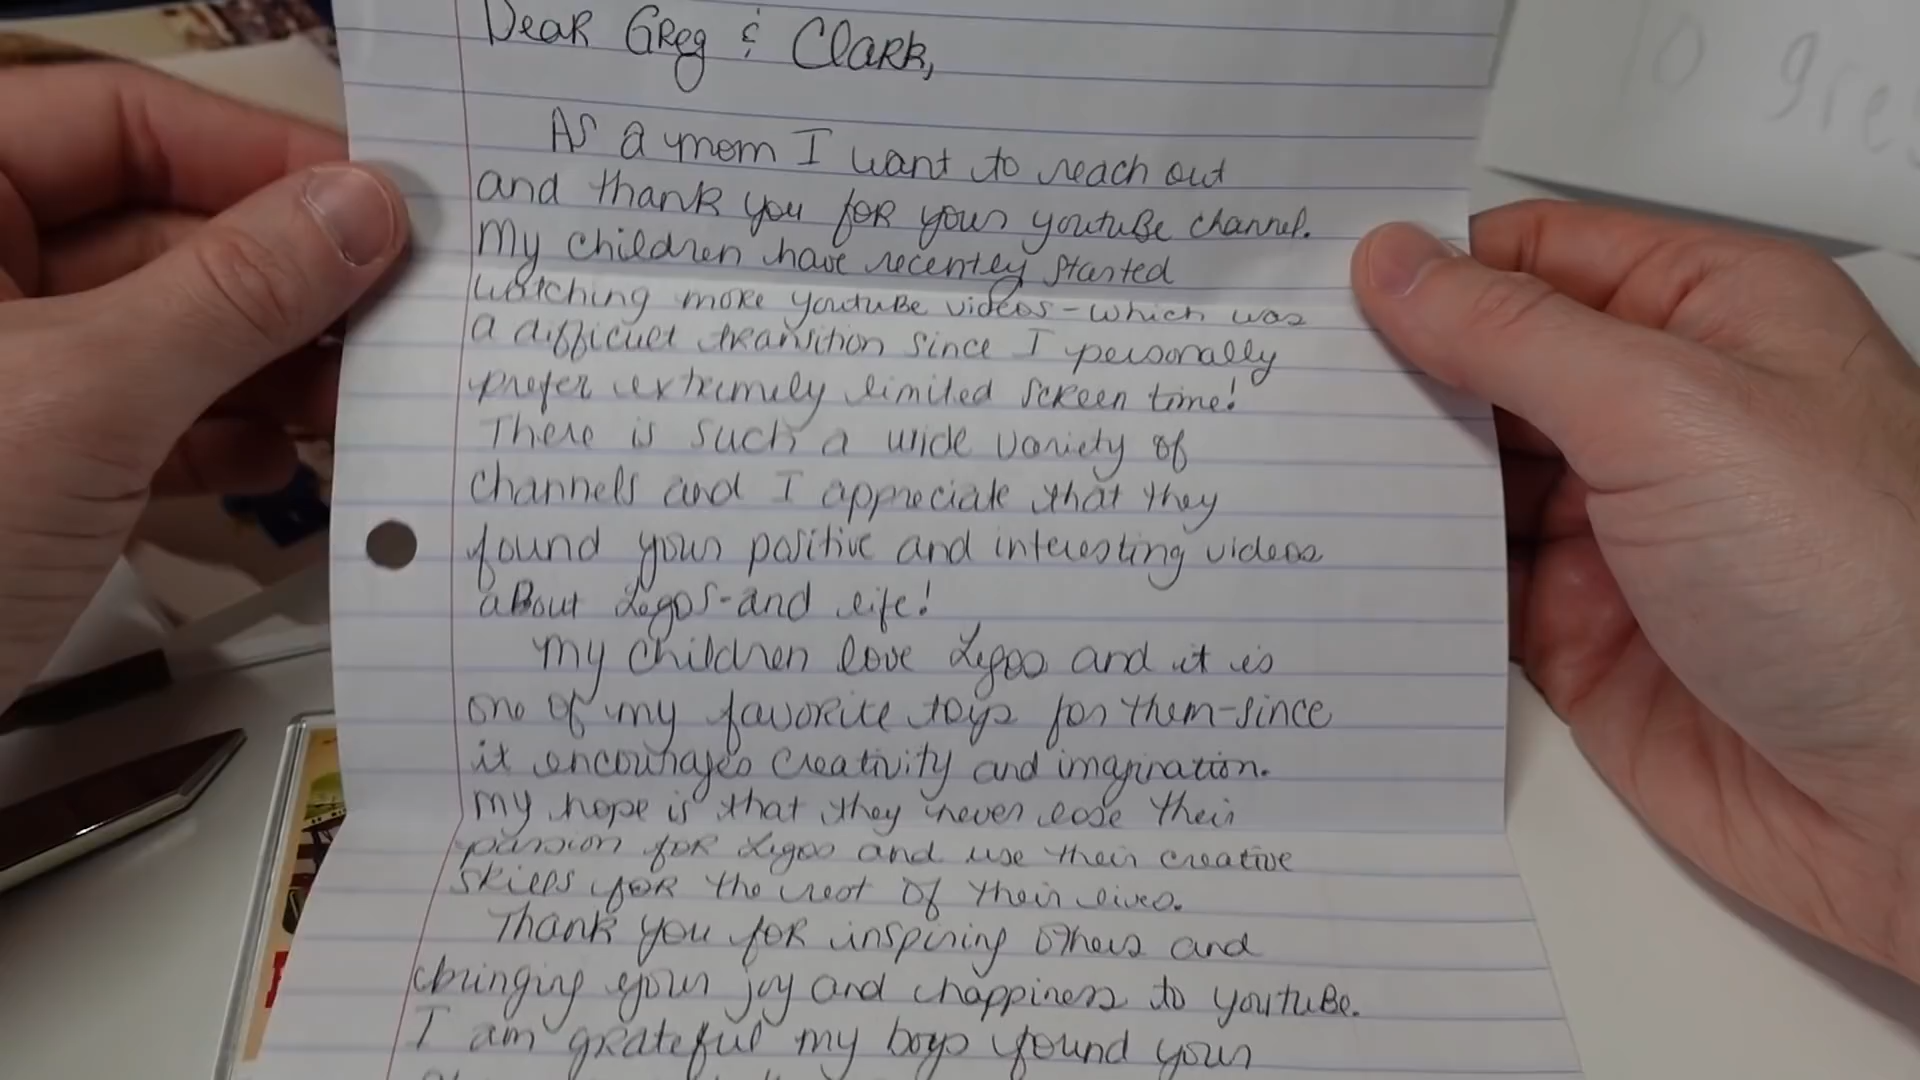 Dear Greg & Clark,
As a mom I want to reach out
and thank you for your youtube channel.
My children have recently started
watching more youtube videos - which was
a difficult transition since I personally
prefer extremely limited screen time!
There is such a wide variety of
channels and I appreciate that they
found your positive and interesting videos
about Legos - and life!
My children love Legos and it is
one of my favorite toys for them - since
it encourages creativity and imagination.
My hope is that they never lose their
passion for Legos and use their creative
skills for the rest of their lives.
Thank you for inspiring others and
bringing your joy and happiness to youtube.
I am grateful my boys found your
To gre